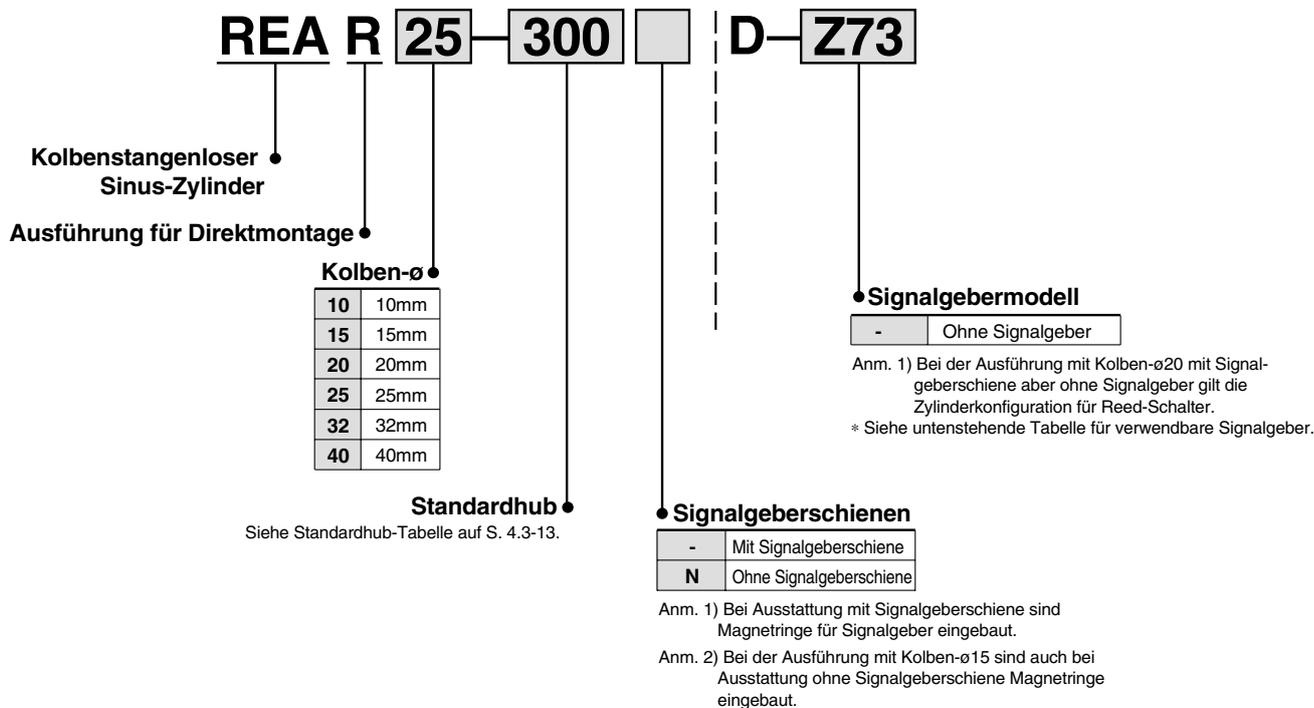 REA R 25 — 300 D — Z73
Kolbenstangenloser
Sinus-Zylinder
Ausführung für Direktmontage
Kolben-ø
10 10mm
15 15mm
20 20mm
25 25mm
32 32mm
40 40mm
Standardhub
Siehe Standardhub-Tabelle auf S. 4.3-13.
Signalgeberschienen
- Mit Signalgeberschiene
N Ohne Signalgeberschiene
Anm. 1) Bei Ausstattung mit Signalgeberschiene sind
Magnetringe für Signalgeber eingebaut.
Anm. 2) Bei der Ausführung mit Kolben-ø15 sind auch bei
Ausstattung ohne Signalgeberschiene Magnetringe
eingebaut.
Signalgebermodell
- Ohne Signalgeber
Anm. 1) Bei der Ausführung mit Kolben-ø20 mit Signal-
geberschiene aber ohne Signalgeber gilt die
Zylinderkonfiguration für Reed-Schalter.
* Siehe untenstehende Tabelle für verwendbare Signalgeber.